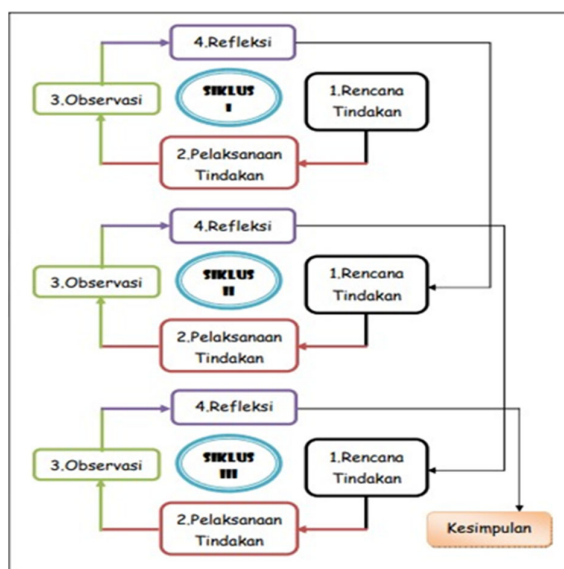 4.Refleksi
3.Observasi
SIKLUS
I
1.Rencana
Tindakan
2.Pelaksanaan
Tindakan
4.Refleksi
3.Observasi
SIKLUS
II
1.Rencana
Tindakan
2.Pelaksanaan
Tindakan
4.Refleksi
3.Observasi
SIKLUS
III
1.Rencana
Tindakan
2.Pelaksanaan
Tindakan
Kesimpulan